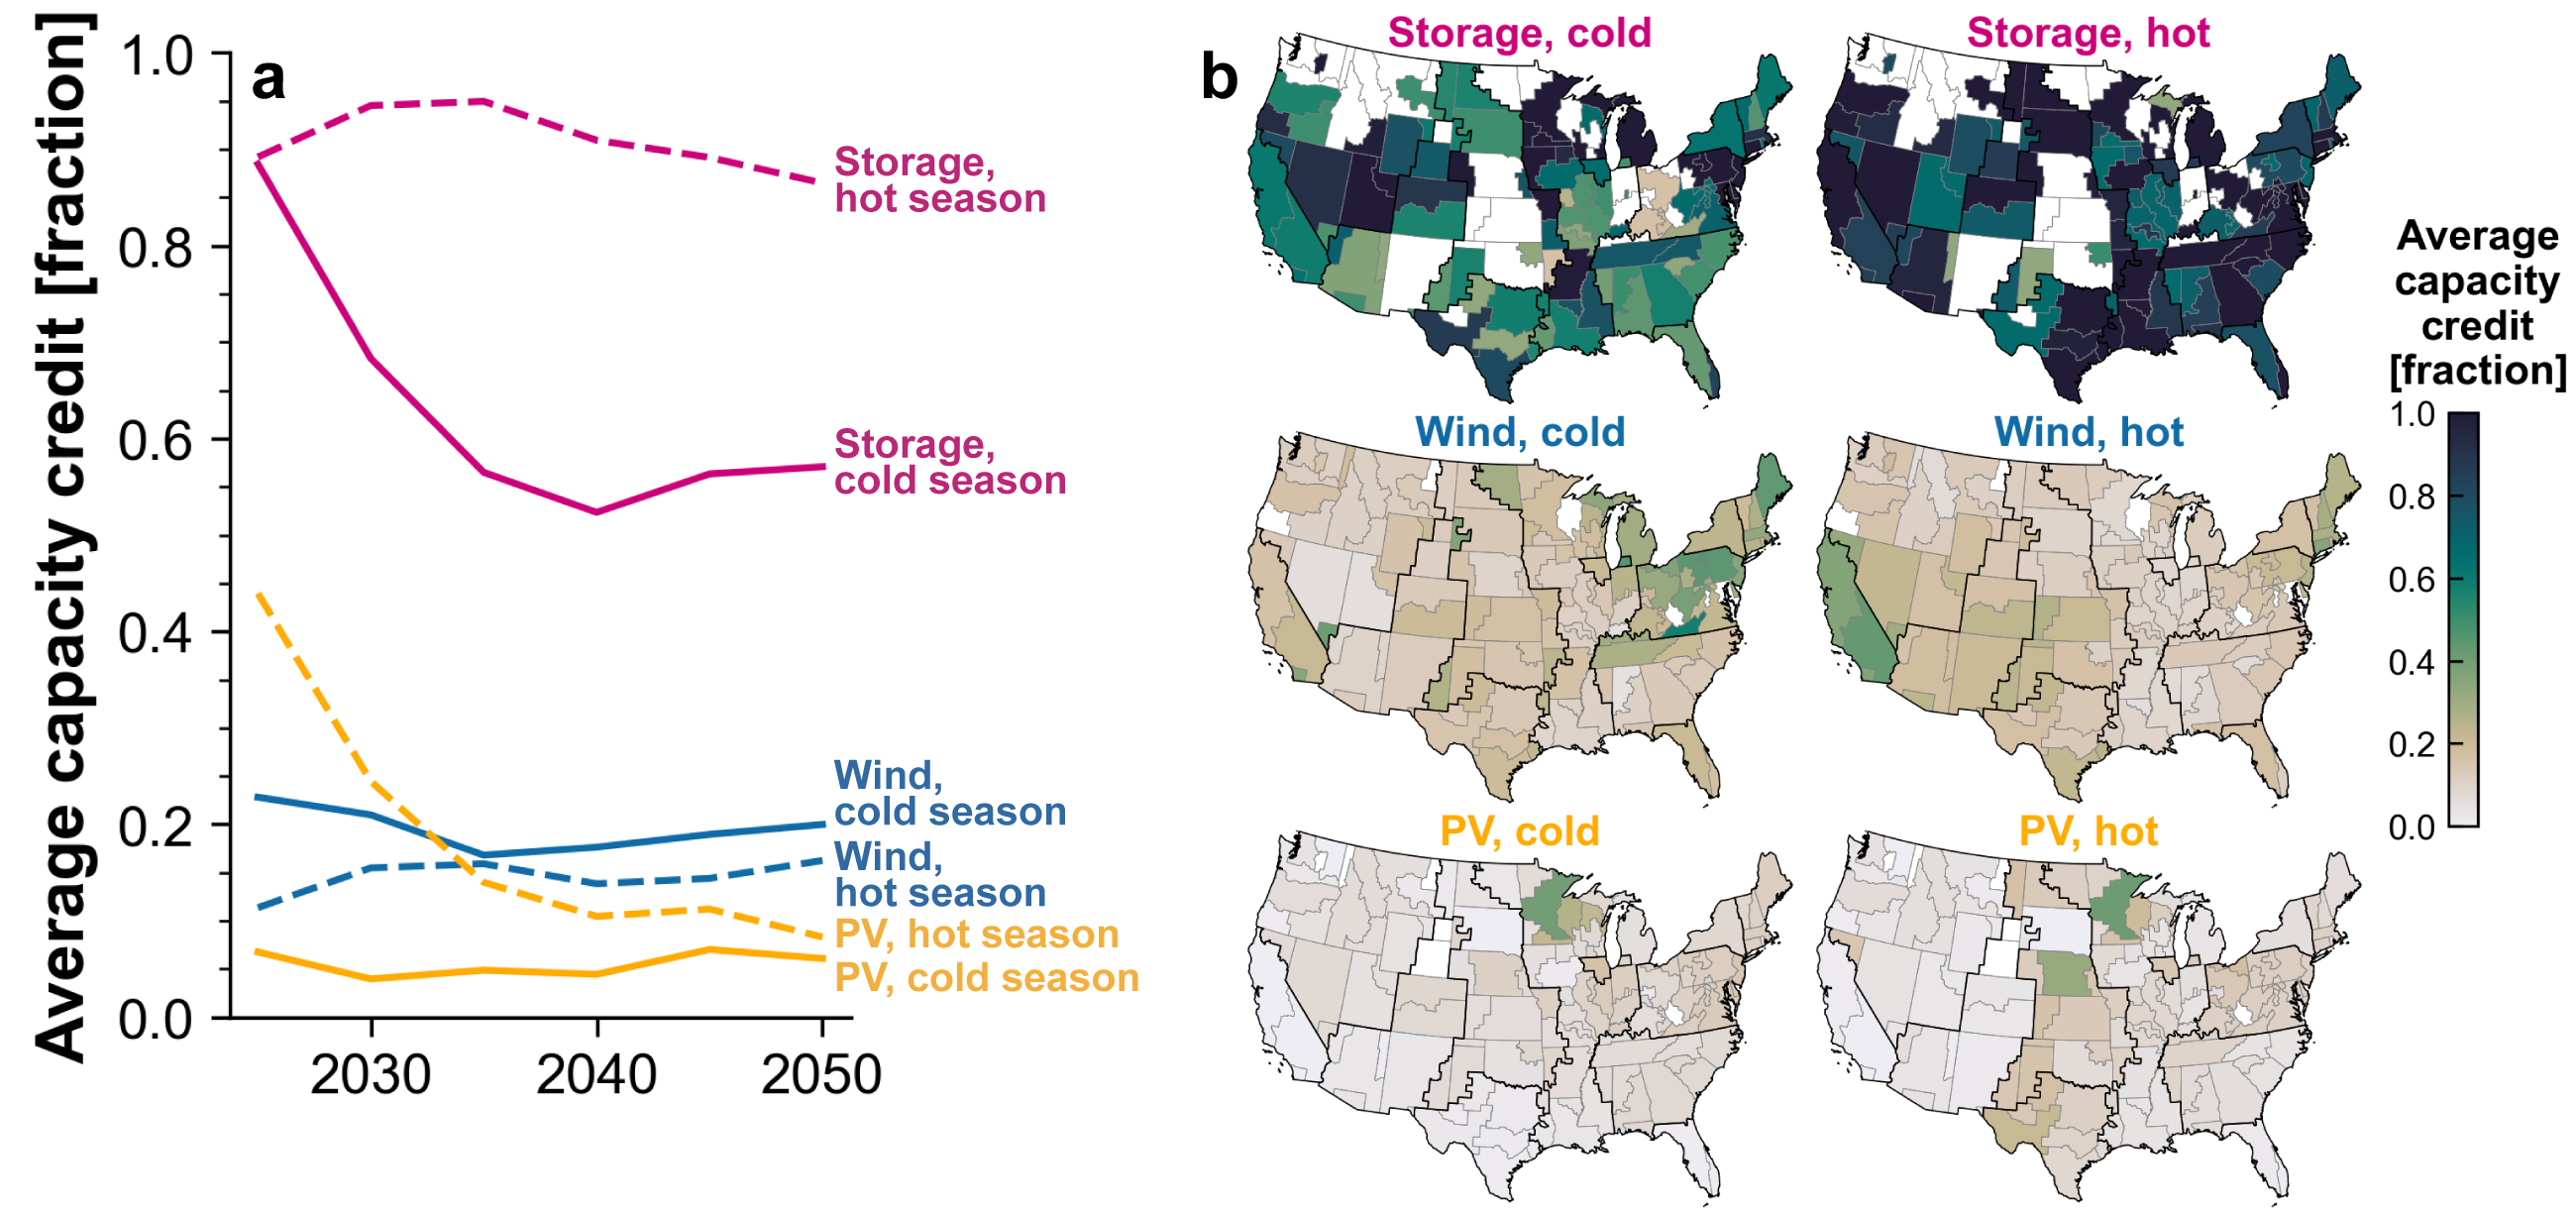 Average capacity credit [fraction]
1.0
0.8
0.6
0.4
0.2
0.0
2030
2040
2050
a
Storage,
hot season
Storage,
cold season
Wind,
cold season
Wind,
hot season
PV, hot season
PV, cold season
b
Storage, cold
Storage, hot
Wind, cold
Wind, hot
PV, cold
PV, hot
Average
capacity
credit
[fraction]
1.0
0.8
0.6
0.4
0.2
0.0